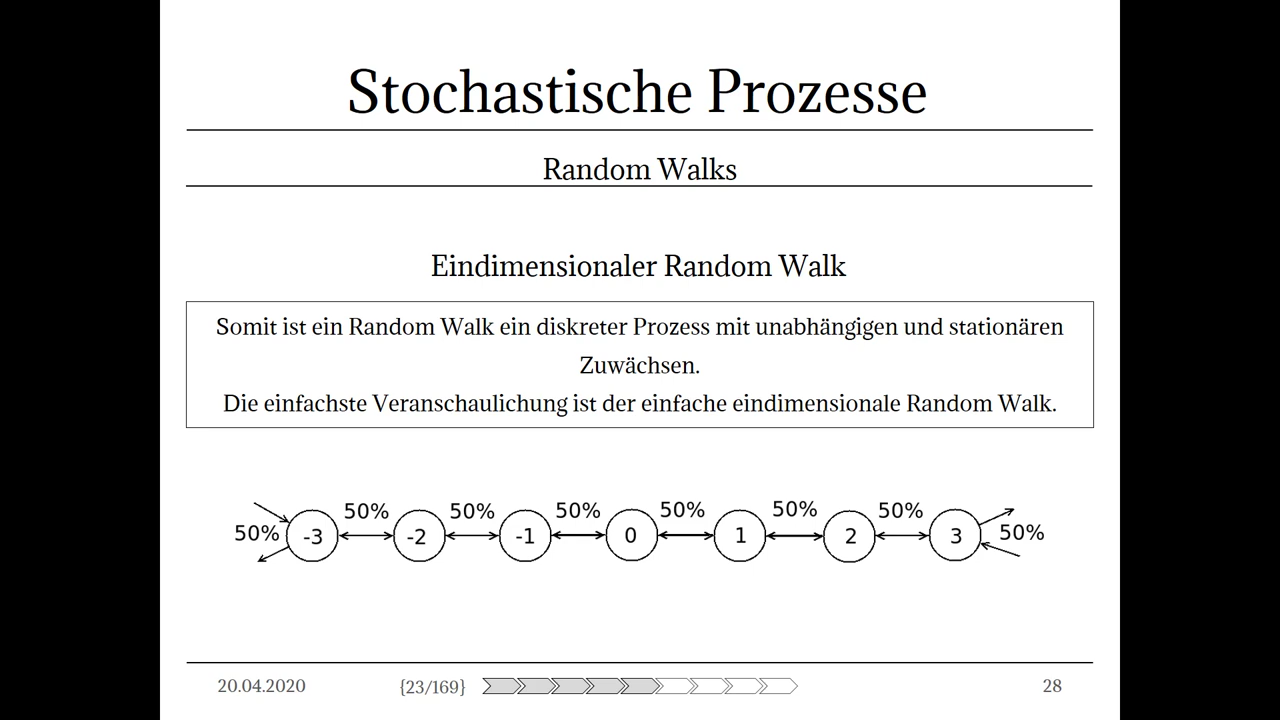 Stochastische Prozesse
Random Walks
Eindimensionaler Random Walk
Somit ist ein Random Walk ein diskreter Prozess mit unabhängigen und stationären
Zuwächsen.
Die einfachste Veranschaulichung ist der einfache eindimensionale Random Walk.
50% 50% 50% 50% 50% 50%
50% -3 -2 -1 0 1 2 3 50%
20.04.2020 {23/169} 28